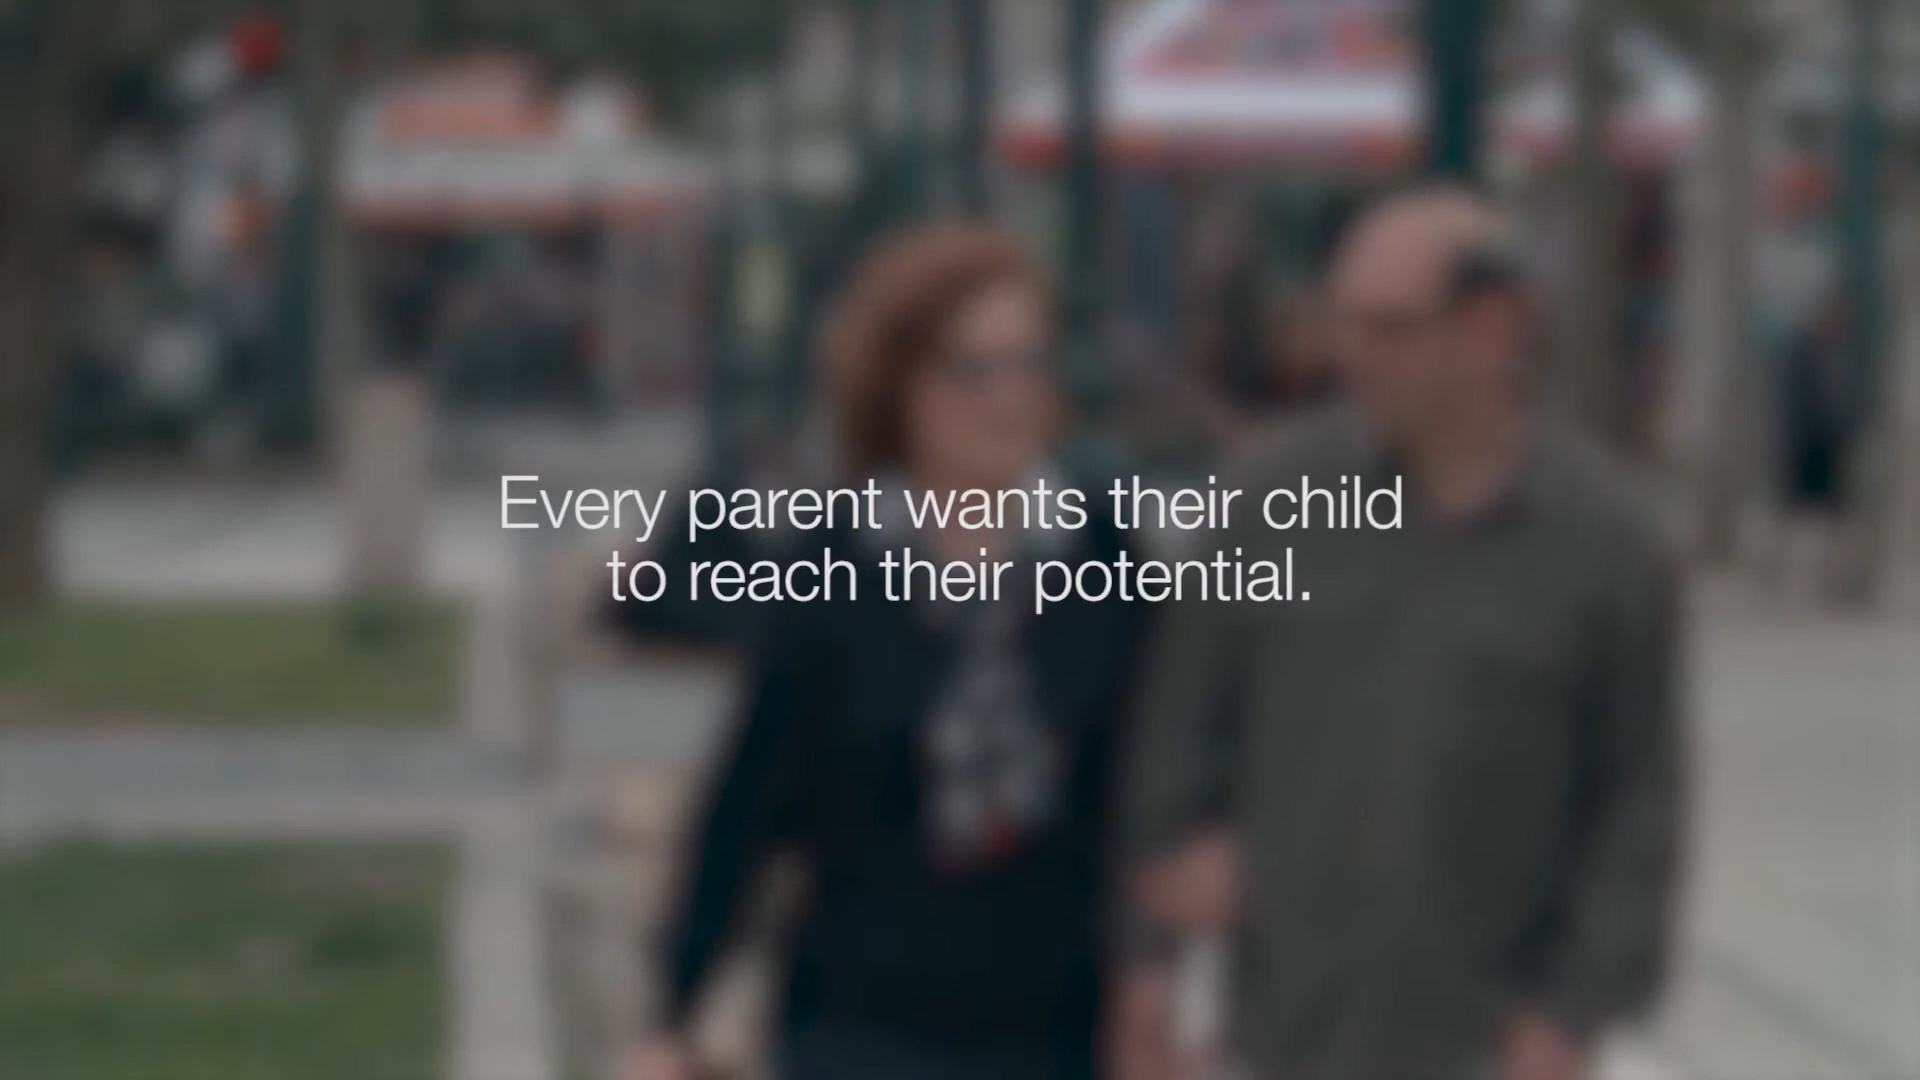 Every parent wants their child
to reach their potential.